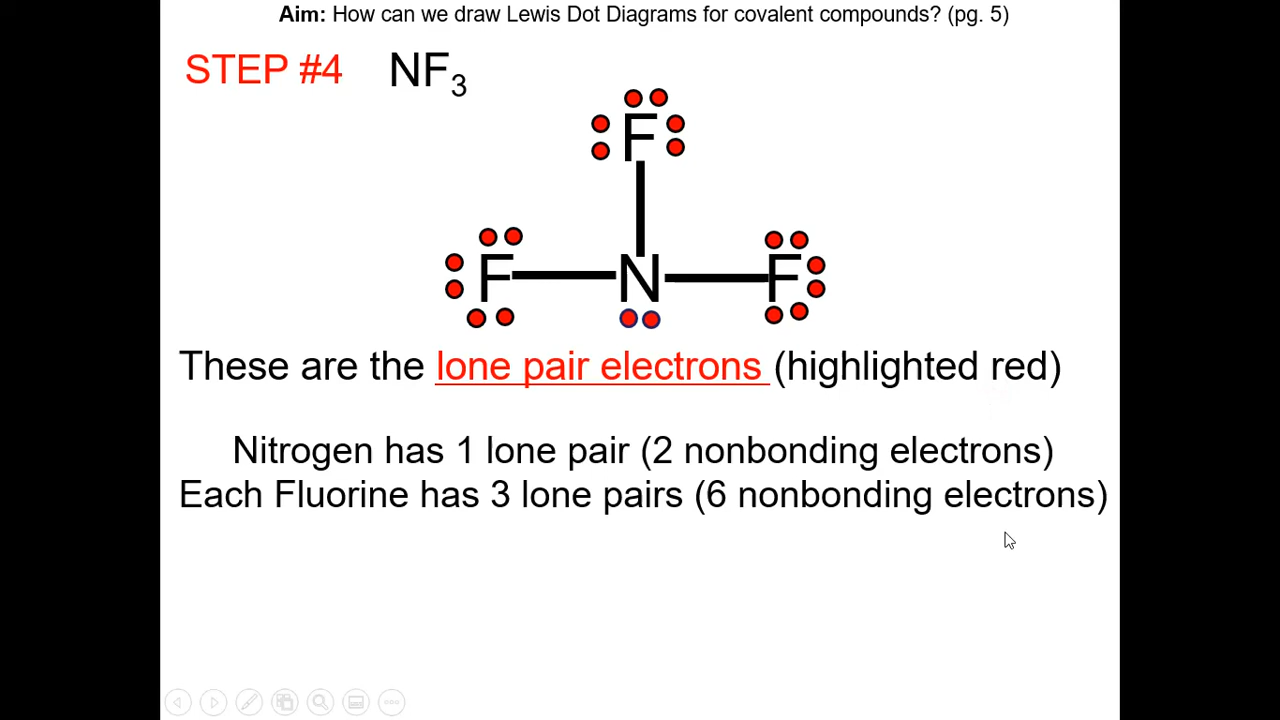 Aim: How can we draw Lewis Dot Diagrams for covalent compounds? (pg. 5)
STEP #4 NF₃
F
F N F
These are the lone pair electrons (highlighted red)
Nitrogen has 1 lone pair (2 nonbonding electrons)
Each Fluorine has 3 lone pairs (6 nonbonding electrons)